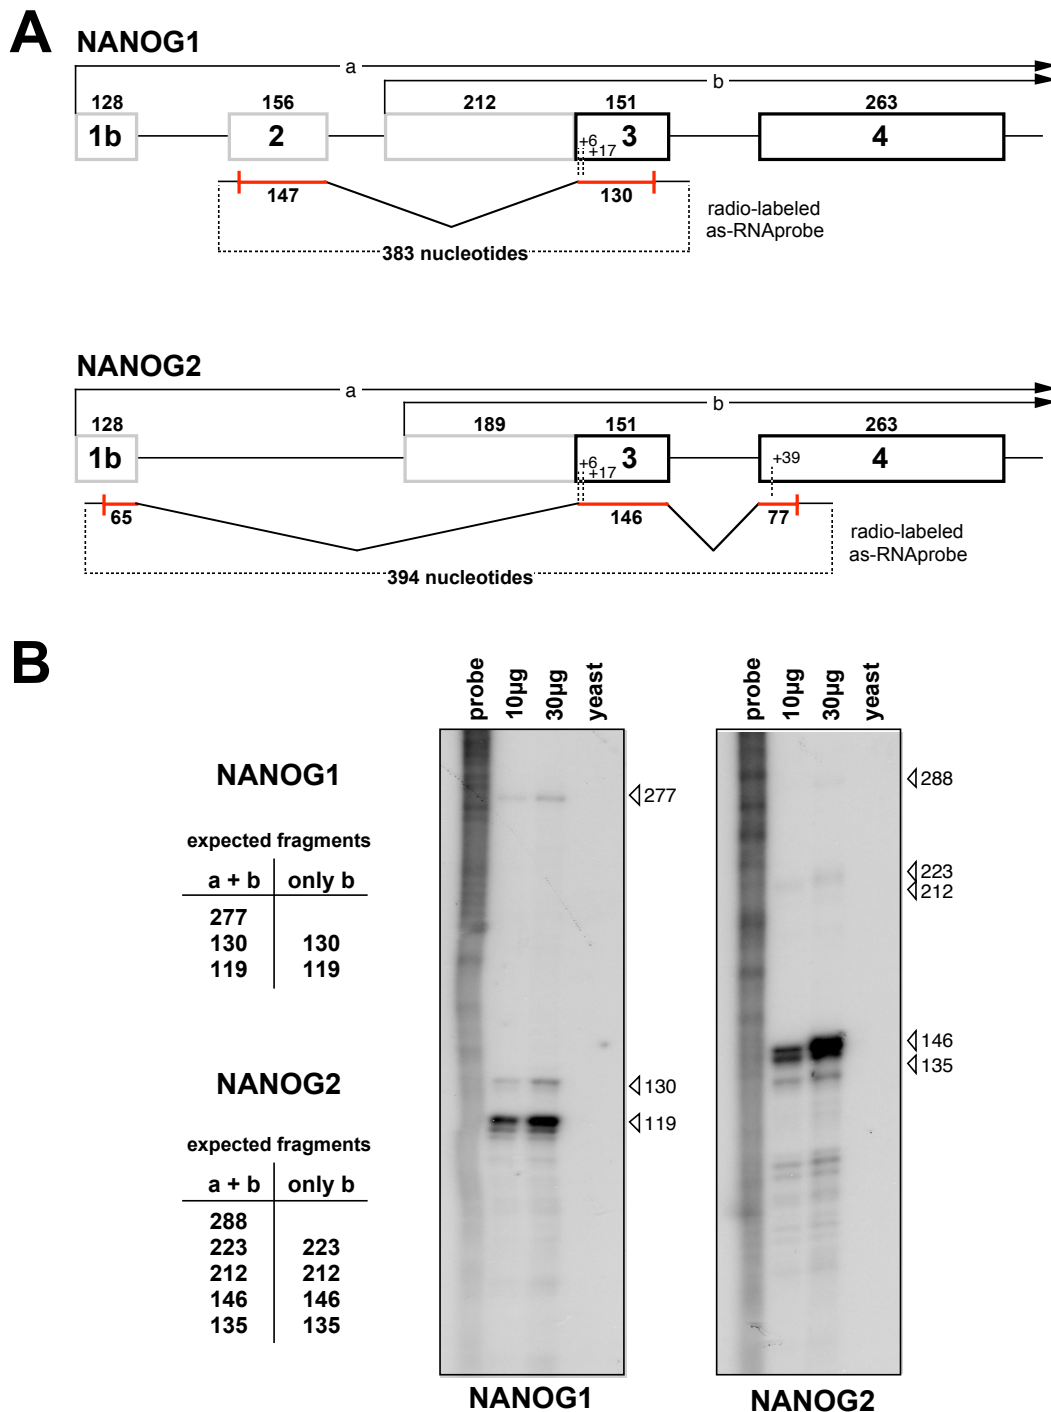 A
NANOG1
a
b
128 156 212 151 263
1b 2 3 4
+6
+17
147 130
radio-labeled
as-RNAprobe
383 nucleotides
NANOG2
a
b
128 189 151 263
1b 3 4
+6
+17
+39
65 146 77
radio-labeled
as-RNAprobe
394 nucleotides
B
probe 10µg 30µg yeast
probe 10µg 30µg yeast
NANOG1
expected fragments
a + b only b
277
130 130
119 119
NANOG2
expected fragments
a + b only b
288
223 223
212 212
146 146
135 135
277
130
119
NANOG1
288
223
212
146
135
NANOG2